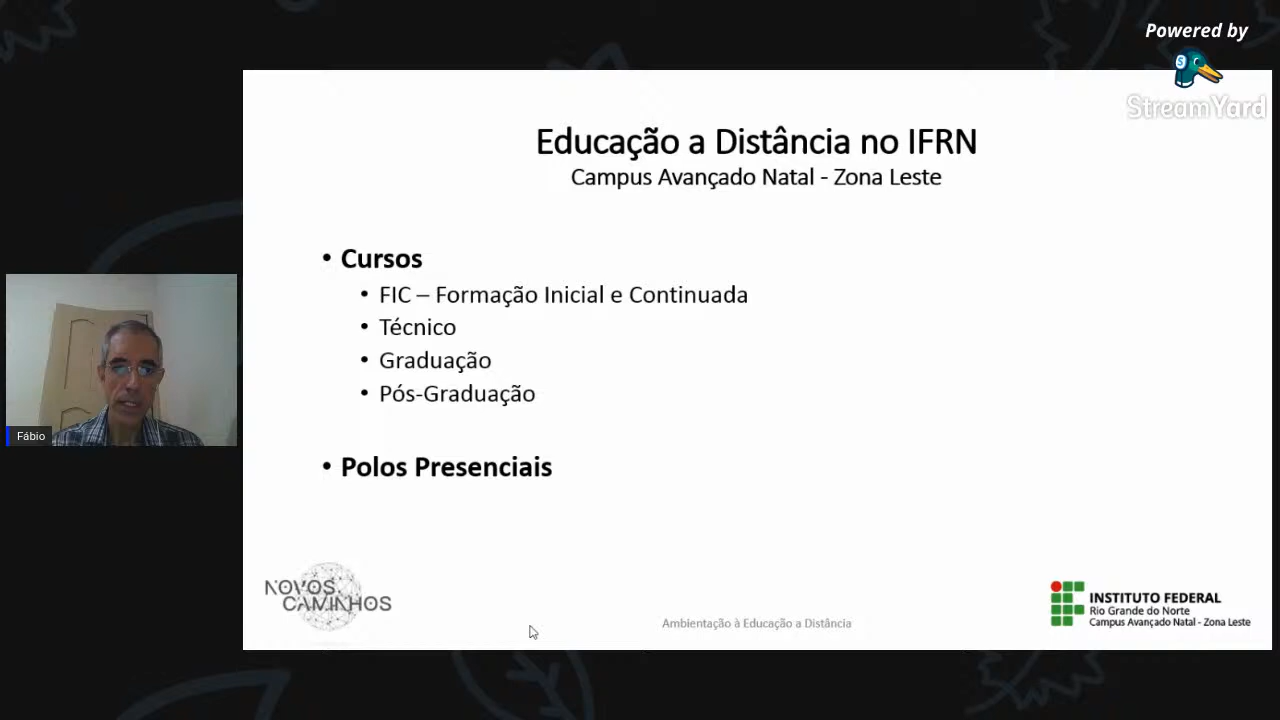 Powered by
StreamYard
Educação a Distância no IFRN
Campus Avançado Natal - Zona Leste
• Cursos
• FIC – Formação Inicial e Continuada
• Técnico
• Graduação
• Pós-Graduação
• Polos Presenciais
Fábio
NOVOS
CAMINHOS
Ambientação à Educação a Distância
INSTITUTO FEDERAL
Rio Grande do Norte
Campus Avançado Natal - Zona Leste